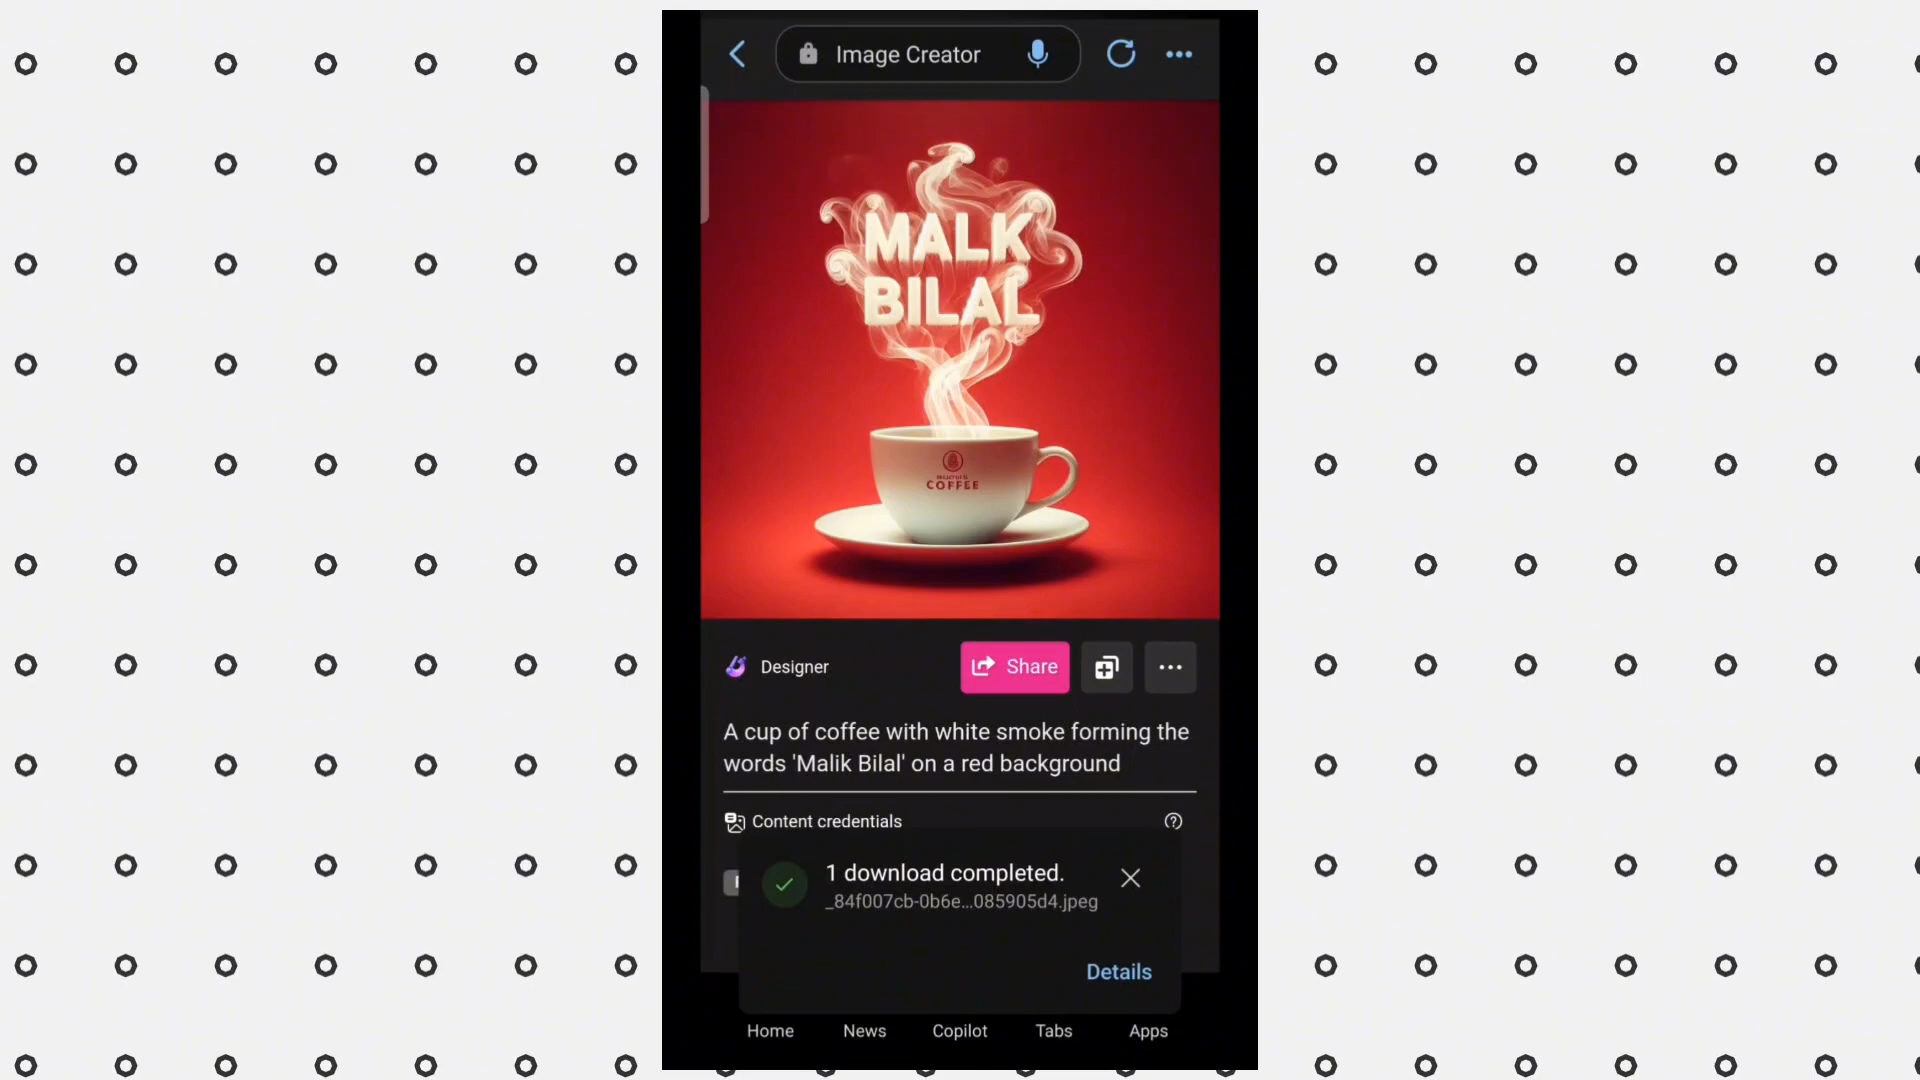 Image Creator
MALK
BILAL
COFFEE
Designer
Share
A cup of coffee with white smoke forming the
words 'Malik Bilal' on a red background
Content credentials
1 download completed.
_84f007cb-0b6e...085905d4.jpeg
Details
Home
News
Copilot
Tabs
Apps